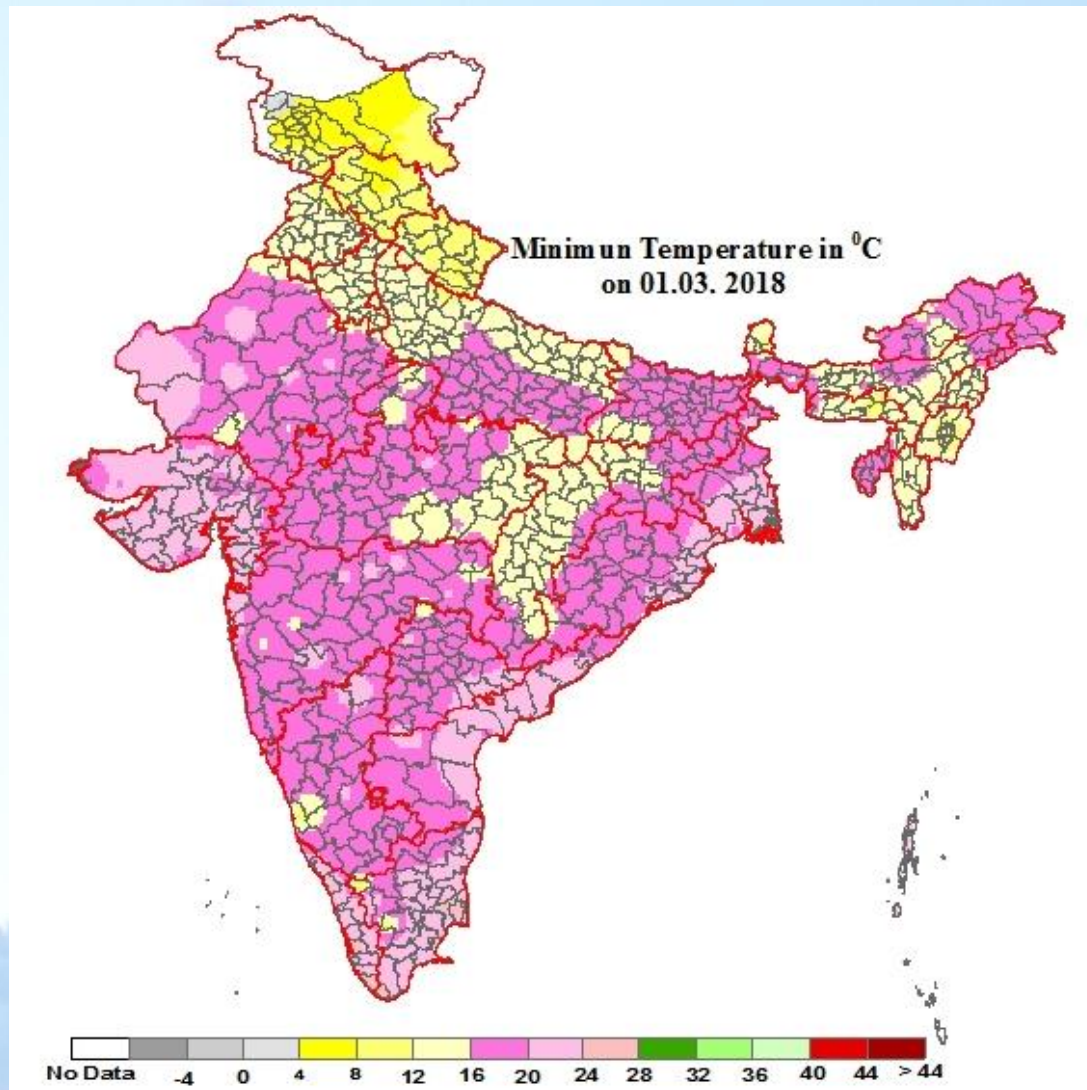 Minimun Temperature in ⁰C
on 01.03. 2018
No Data -4 0 4 8 12 16 20 24 28 32 36 40 44 > 44